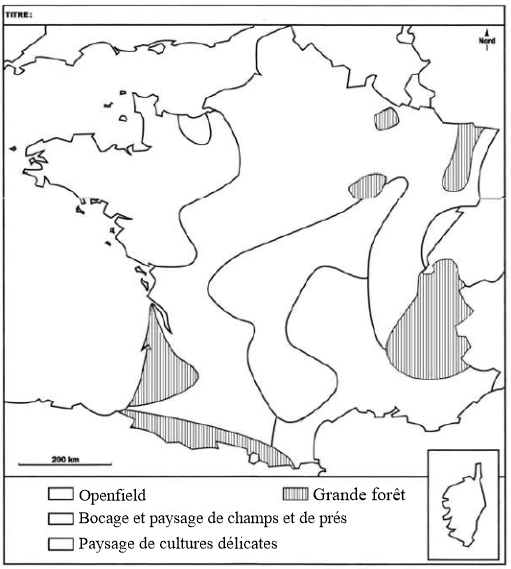 TITRE:
Nord
200 km
Openfield
Grande forêt
Bocage et paysage de champs et de prés
Paysage de cultures délicates